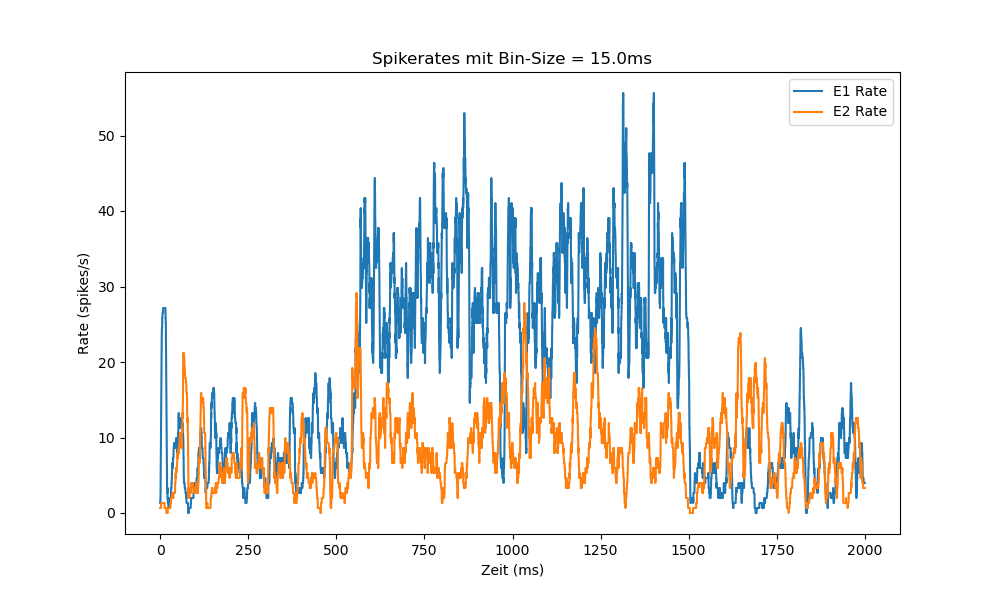 Spikerates mit Bin-Size = 15.0ms
E1 Rate
E2 Rate
Rate (spikes/s)
50
40
30
20
10
0
0 250 500 750 1000 1250 1500 1750 2000
Zeit (ms)